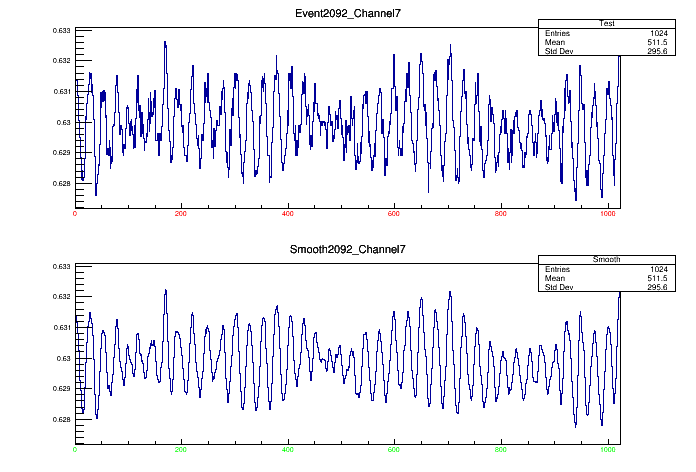 Event2092_Channel7
Test
Entries 1024
Mean 511.5
Std Dev 295.6
0.633
0.632
0.631
0.63
0.629
0.628
0 200 400 600 800 1000
Smooth2092_Channel7
Smooth
Entries 1024
Mean 511.5
Std Dev 295.6
0.633
0.632
0.631
0.63
0.629
0.628
0 200 400 600 800 1000